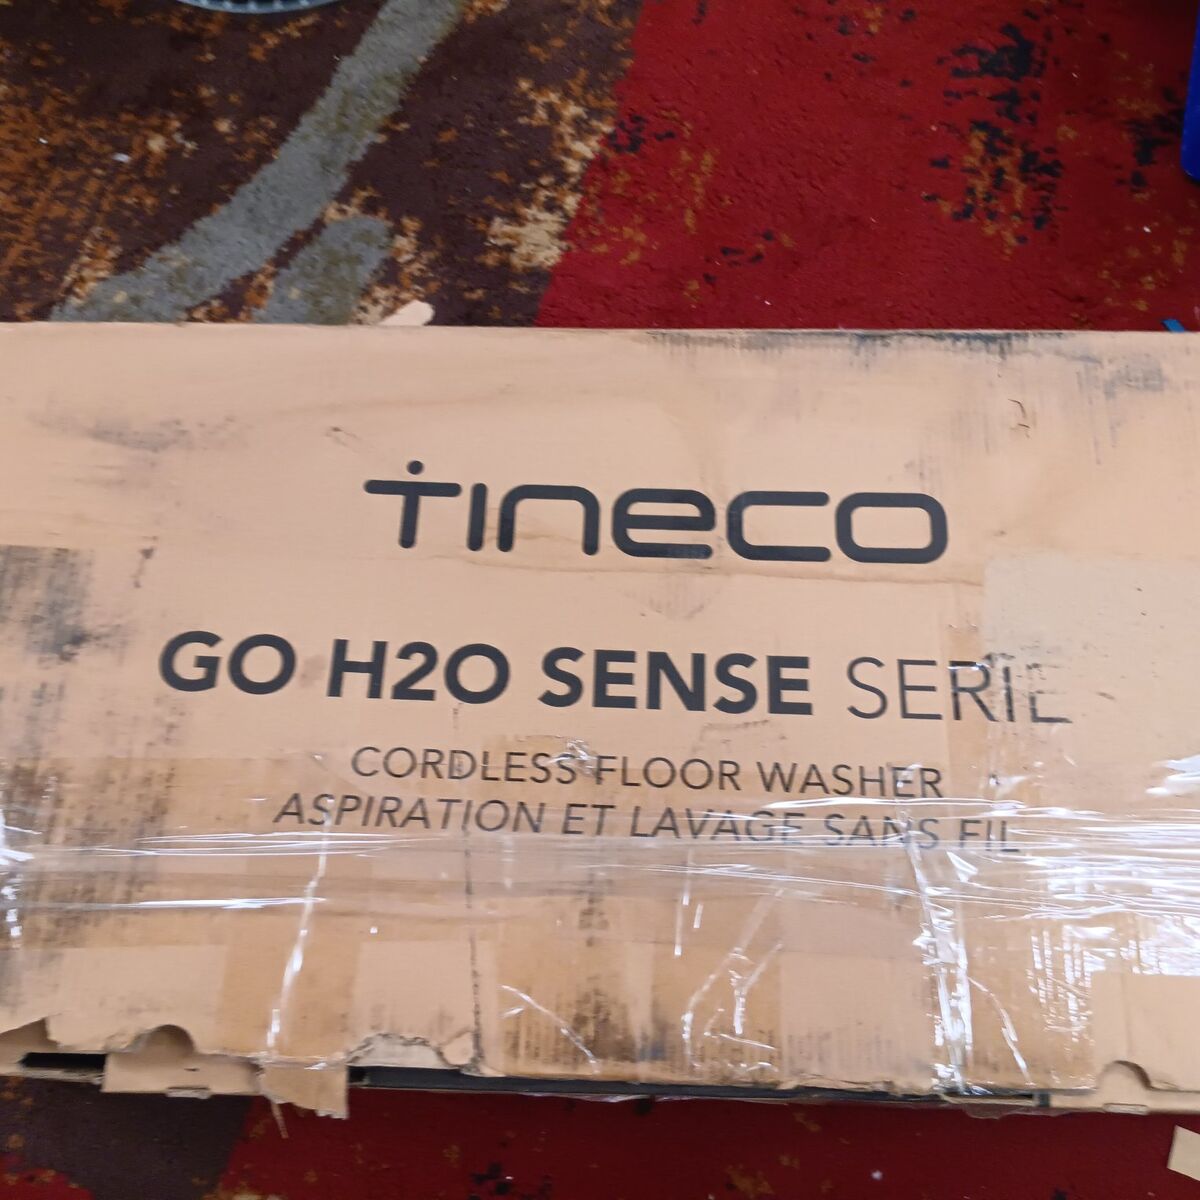 tineco
GO H2O SENSE SERIE
CORDLESS FLOOR WASHER
ASPIRATION ET LAVAGE SANS FIL